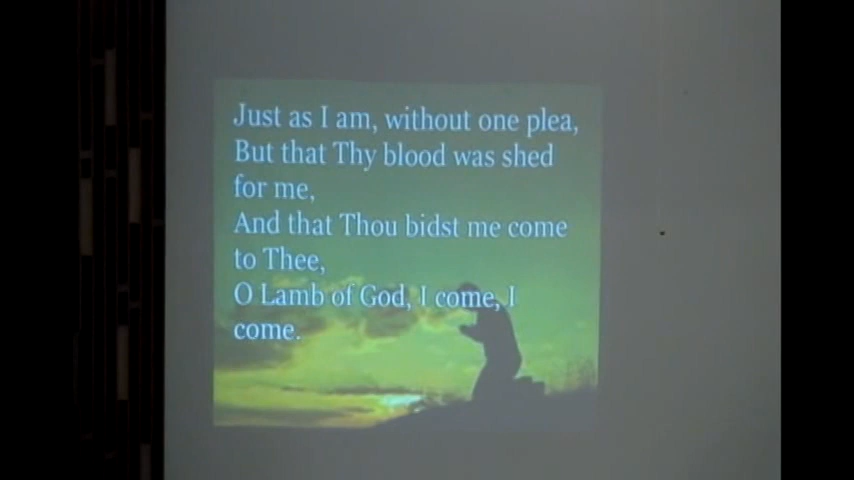 Just as I am, without one plea,
But that Thy blood was shed
for me,
And that Thou bidst me come
to Thee,
O Lamb of God, I come, I
come.